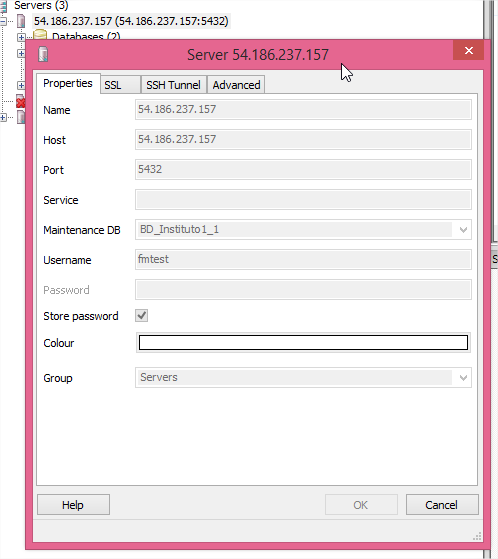 Servers (3)
54.186.237.157 (54.186.237.157:5432)
Databases (2)
Server 54.186.237.157
Properties SSL SSH Tunnel Advanced
Name 54.186.237.157
Host 54.186.237.157
Port 5432
Service
Maintenance DB BD_Instituto1_1
Username fmtest
Password
Store password
Colour
Group Servers
Help OK Cancel